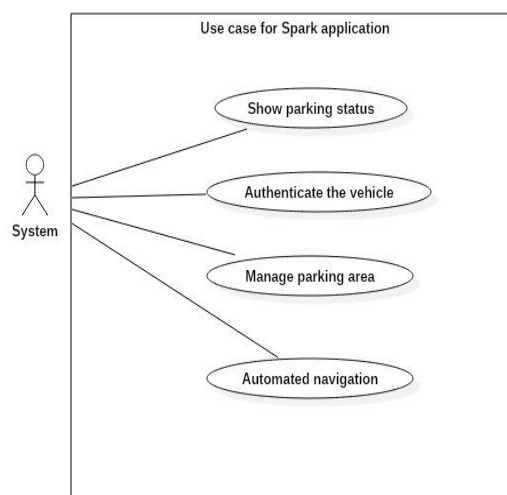 Use case for Spark application
Show parking status
Authenticate the vehicle
System
Manage parking area
Automated navigation